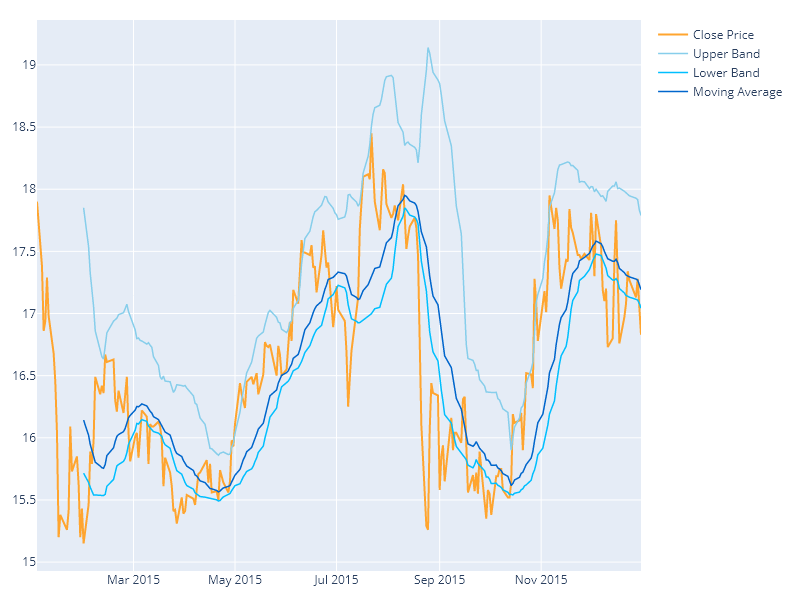 Close Price
Upper Band
Lower Band
Moving Average
19
18.5
18
17.5
17
16.5
16
15.5
15
Mar 2015 May 2015 Jul 2015 Sep 2015 Nov 2015